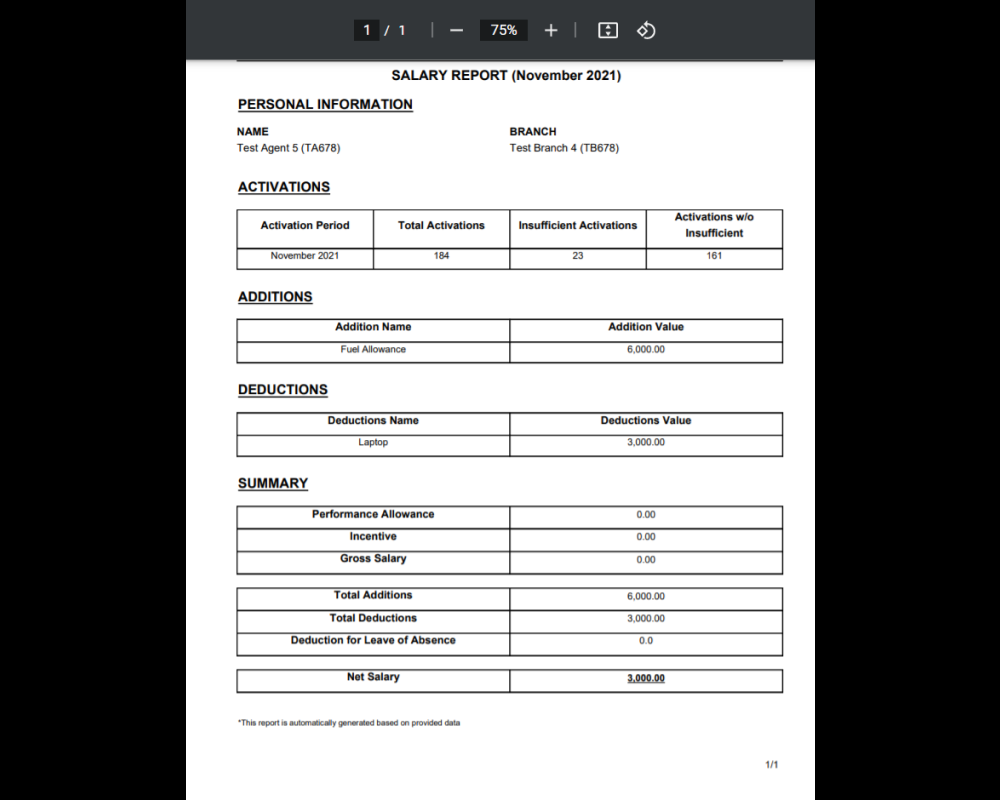 1 / 1 | — 75% + |
SALARY REPORT (November 2021)
PERSONAL INFORMATION
NAME BRANCH
Test Agent 5 (TA678) Test Branch 4 (TB678)
ACTIVATIONS
Activation Period Total Activations Insufficient Activations Activations w/o
Insufficient
November 2021 184 23 161
ADDITIONS
Addition Name Addition Value
Fuel Allowance 6,000.00
DEDUCTIONS
Deductions Name Deductions Value
Laptop 3,000.00
SUMMARY
Performance Allowance 0.00
Incentive 0.00
Gross Salary 0.00
Total Additions 6,000.00
Total Deductions 3,000.00
Deduction for Leave of Absence 0.0
Net Salary 3,000.00
*This report is automatically generated based on provided data
1/1